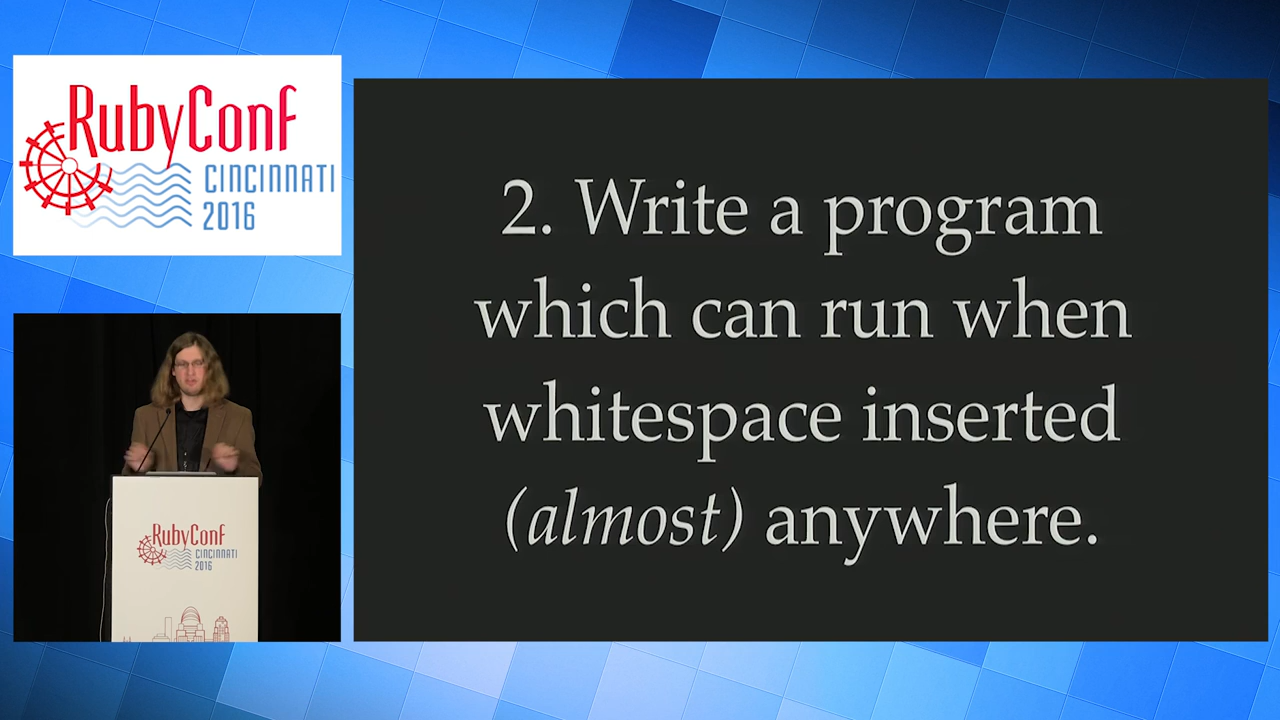 RubyConf
CINCINNATI
2016
2. Write a program
which can run when
whitespace inserted
(almost) anywhere.
RubyConf
CINCINNATI
2016